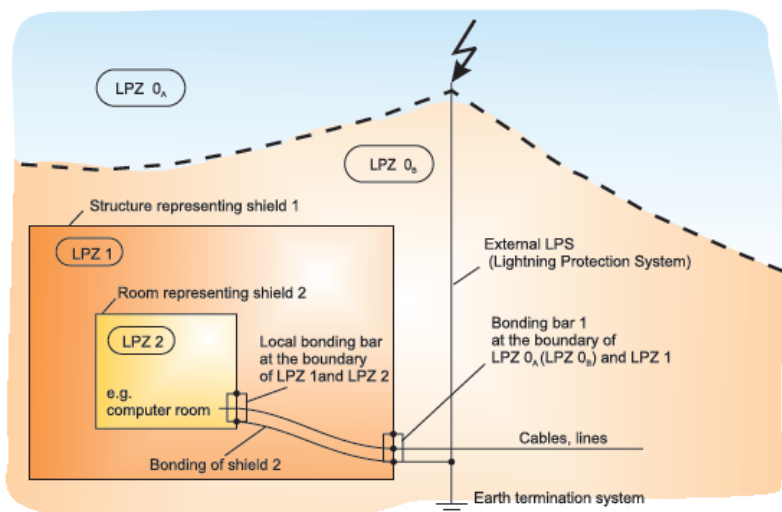 LPZ 0A
LPZ 0B
Structure representing shield 1
LPZ 1
External LPS
(Lightning Protection System)
Room representing shield 2
LPZ 2
Local bonding bar
at the boundary
of LPZ 1and LPZ 2
Bonding bar 1
at the boundary of
LPZ 0A (LPZ 0B) and LPZ 1
e.g.
computer room
Cables, lines
Bonding of shield 2
Earth termination system